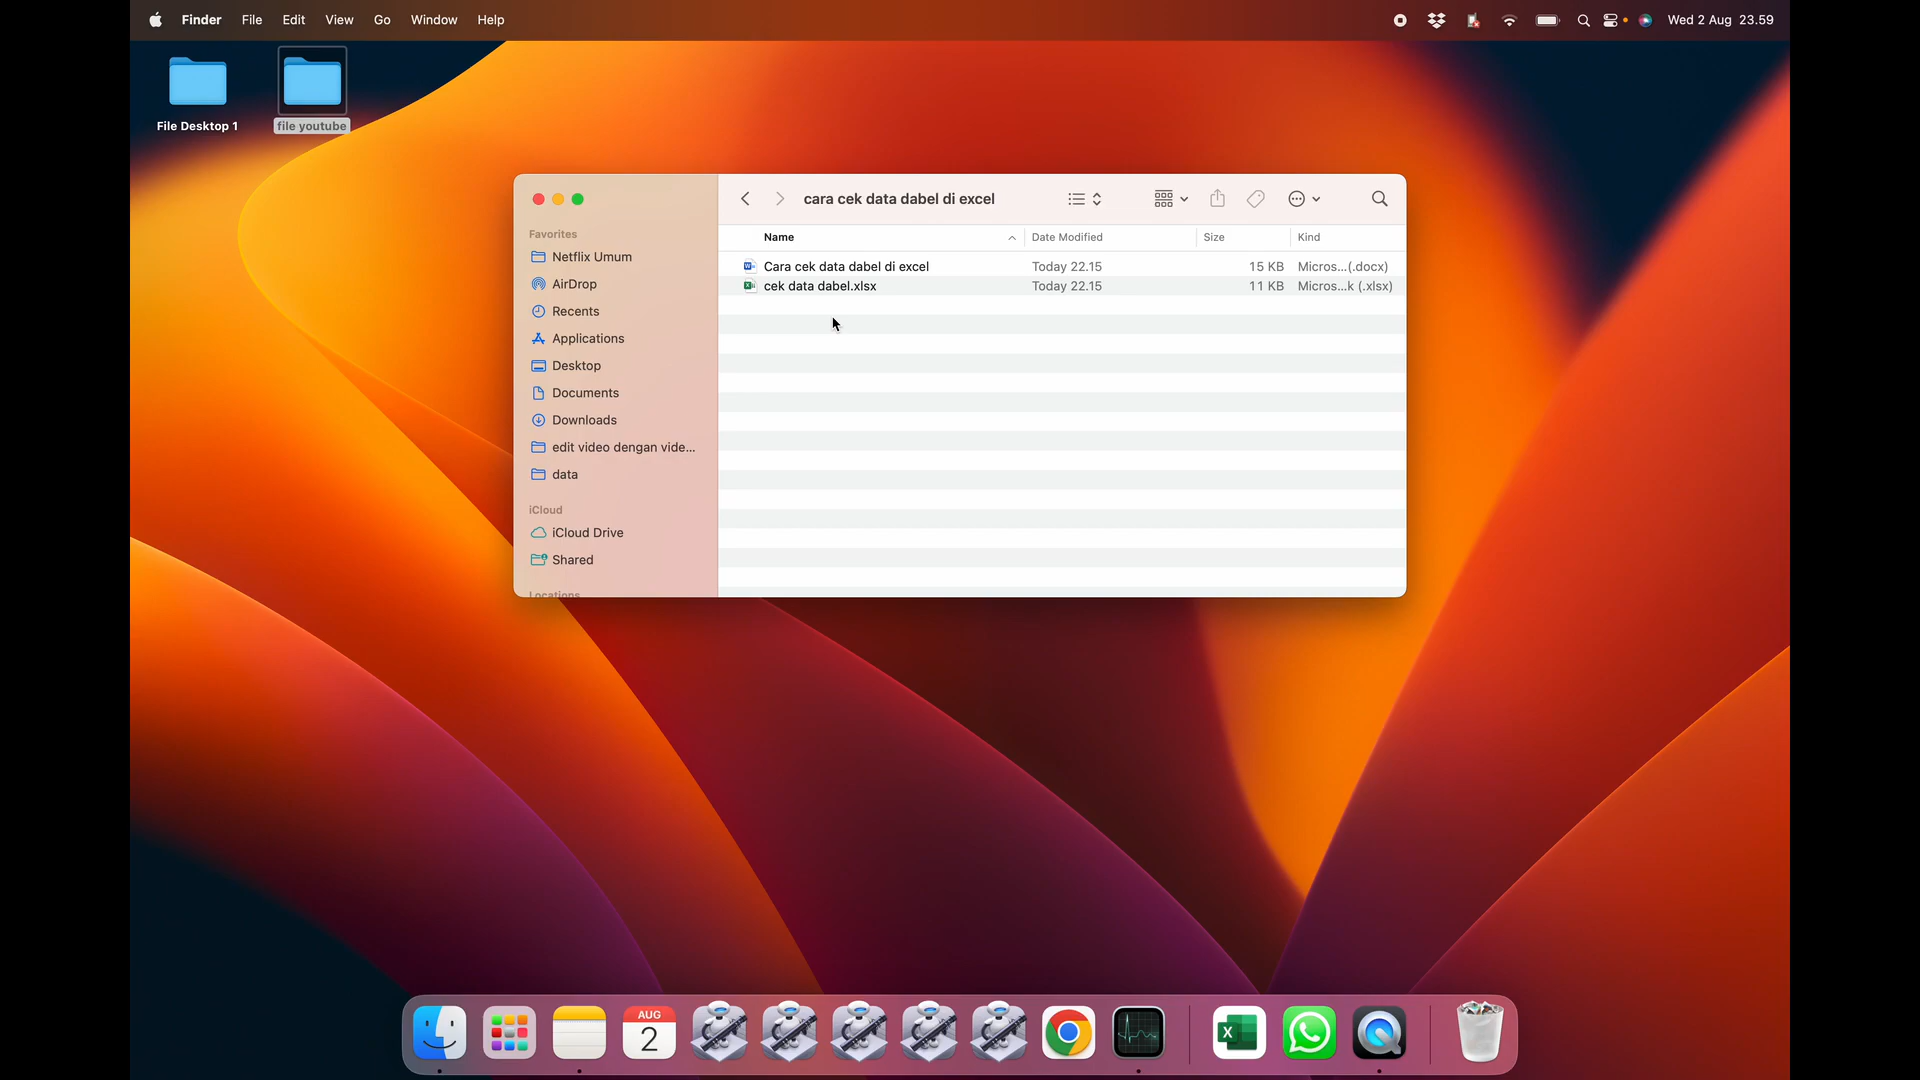 Finder File Edit View Go Window Help Wed 2 Aug 23.59
File Desktop 1 file youtube
cara cek data dabel di excel
Favorites
Netflix Umum
AirDrop
Recents
Applications
Desktop
Documents
Downloads
edit video dengan vide...
data
iCloud
iCloud Drive
Shared
Locations
Name Date Modified Size Kind
Cara cek data dabel di excel Today 22.15 15 KB Micros...(.docx)
cek data dabel.xlsx Today 22.15 11 KB Micros...k (.xlsx)
AUG
2